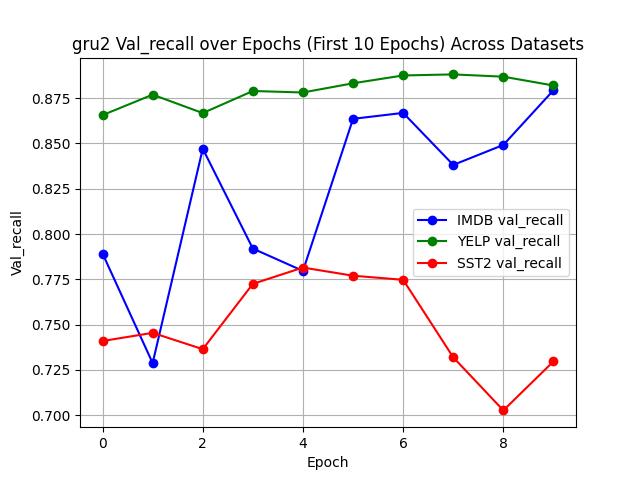 gru2 Val_recall over Epochs (First 10 Epochs) Across Datasets
Val_recall
0.875
0.850
0.825
0.800
0.775
0.750
0.725
0.700
IMDB val_recall
YELP val_recall
SST2 val_recall
0 2 4 6 8
Epoch